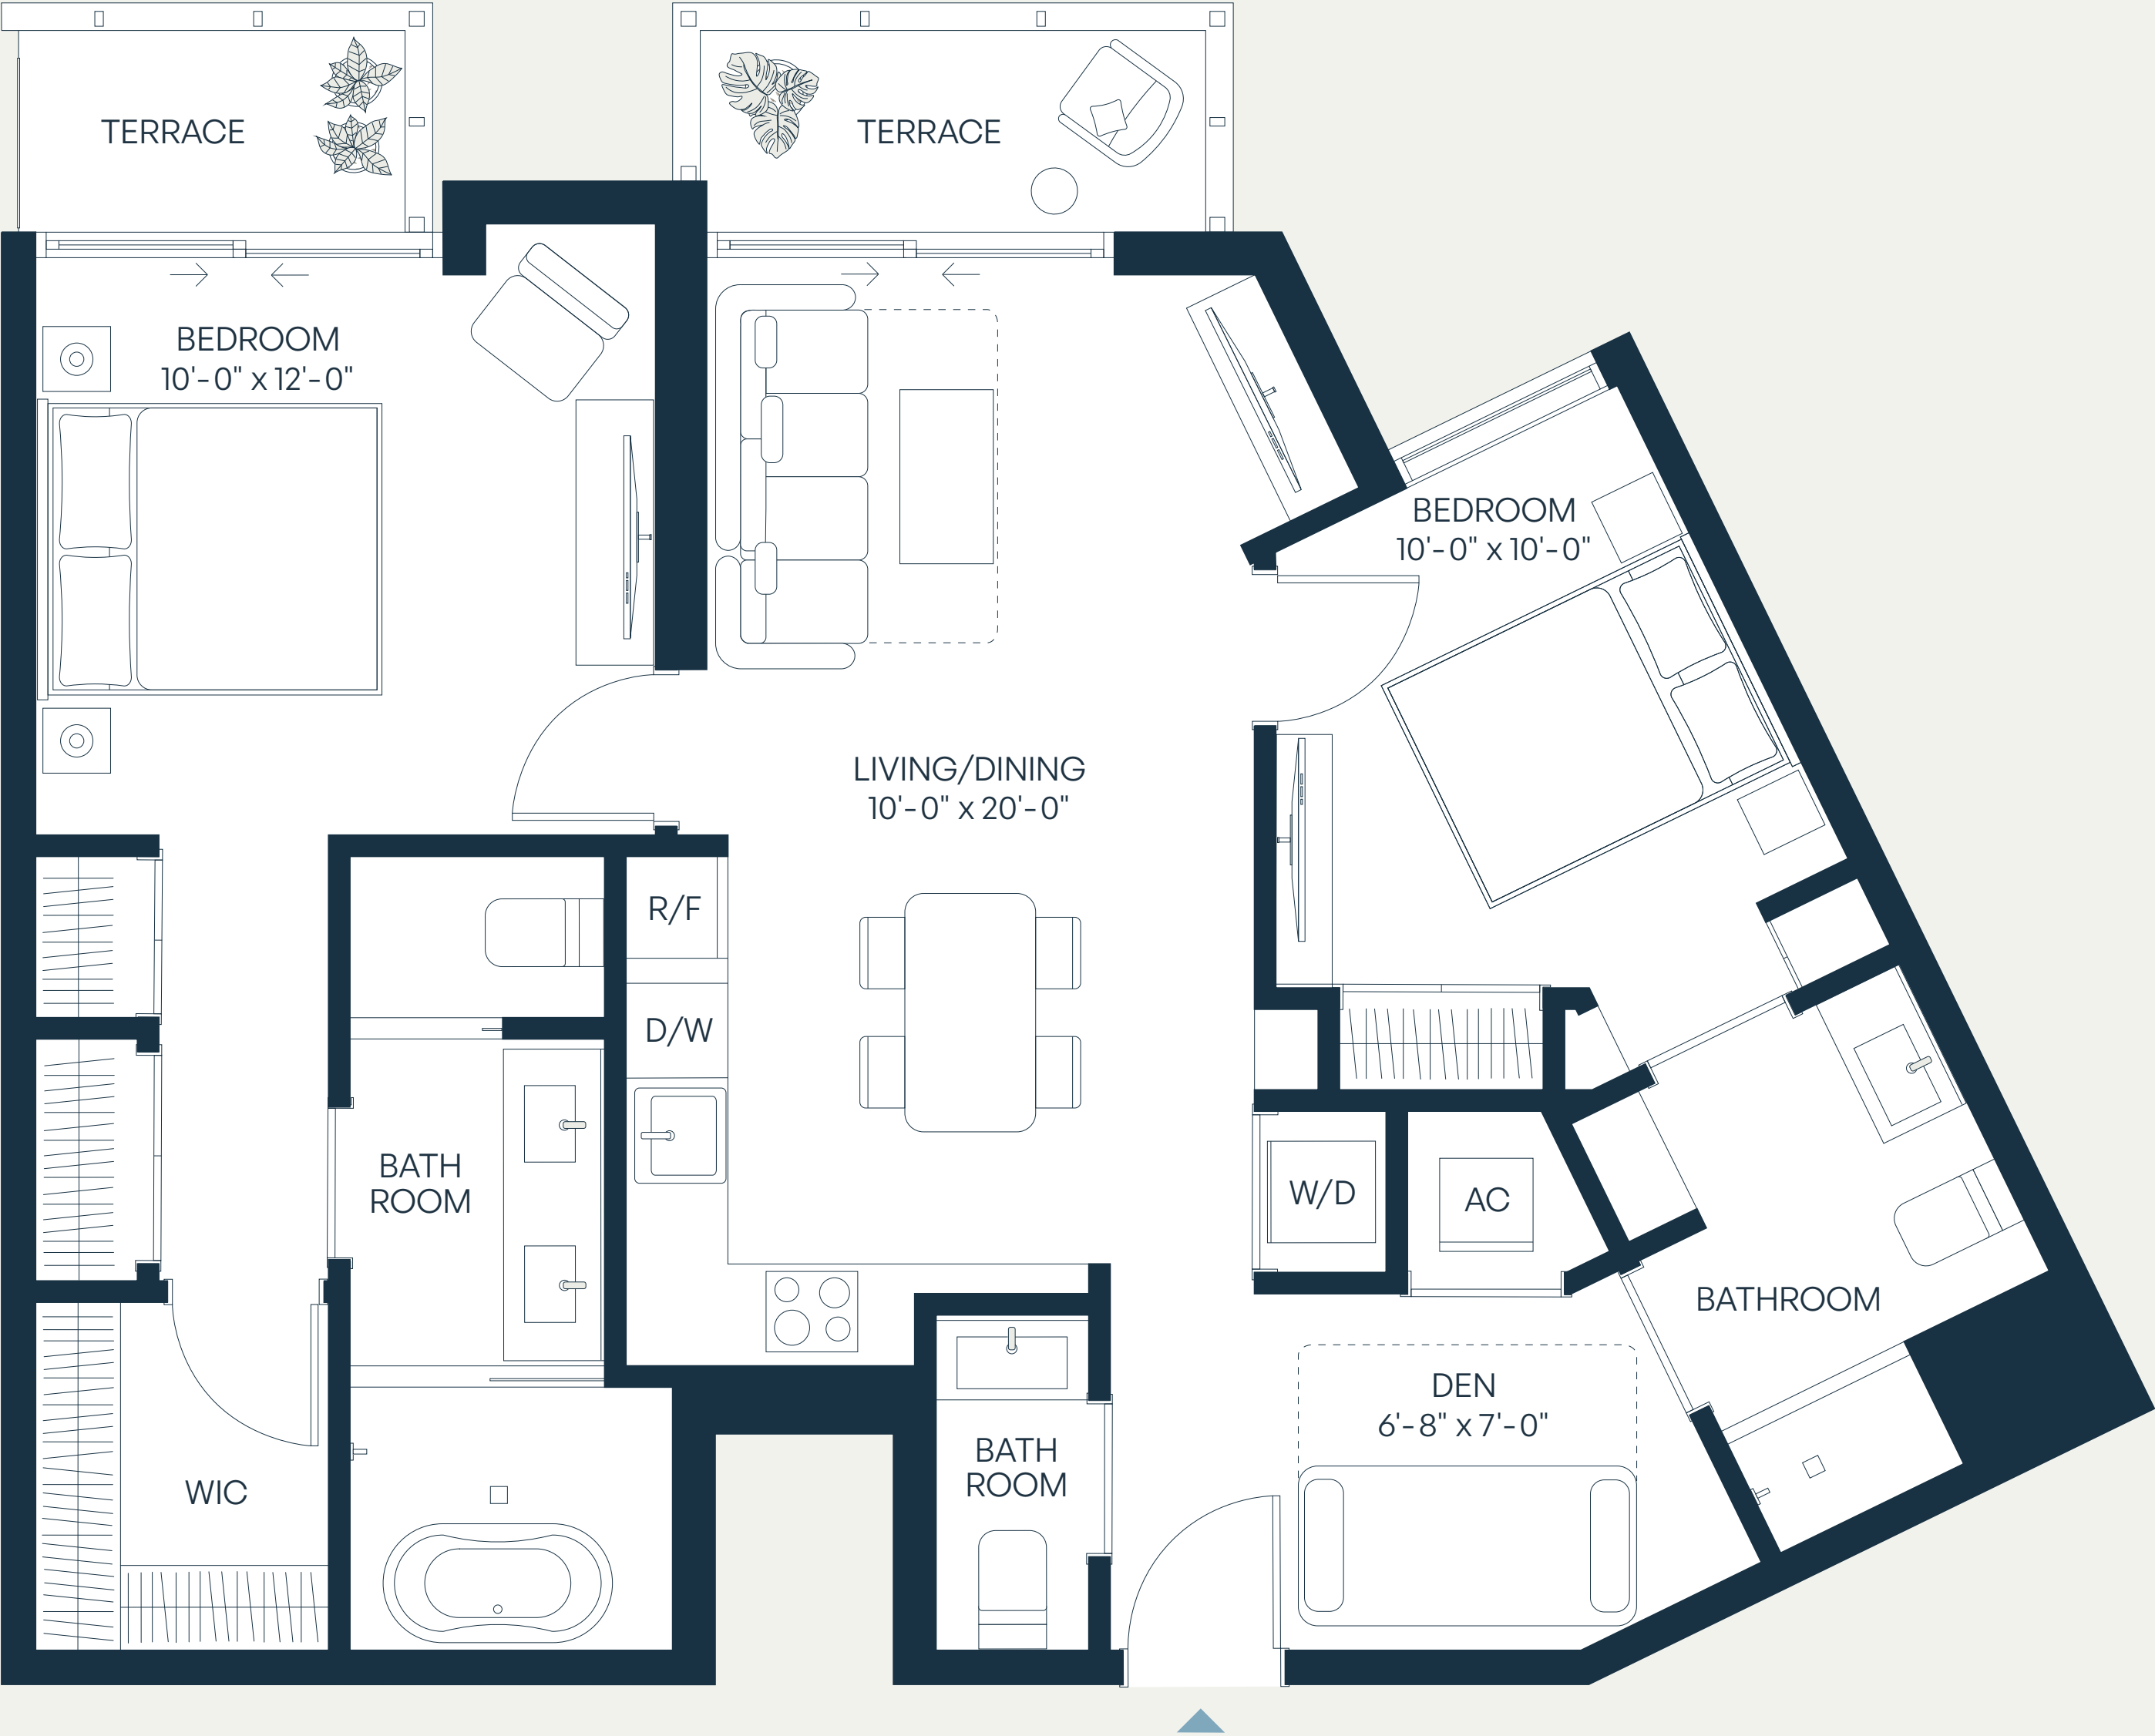 TERRACE
TERRACE
BEDROOM
10'-0" x 12'-0"
BEDROOM
10'-0" x 10'-0"
LIVING/DINING
10'-0" x 20'-0"
R/F
D/W
BATH
ROOM
W/D
AC
BATHROOM
DEN
6'-8" x 7'-0"
BATH
ROOM
WIC